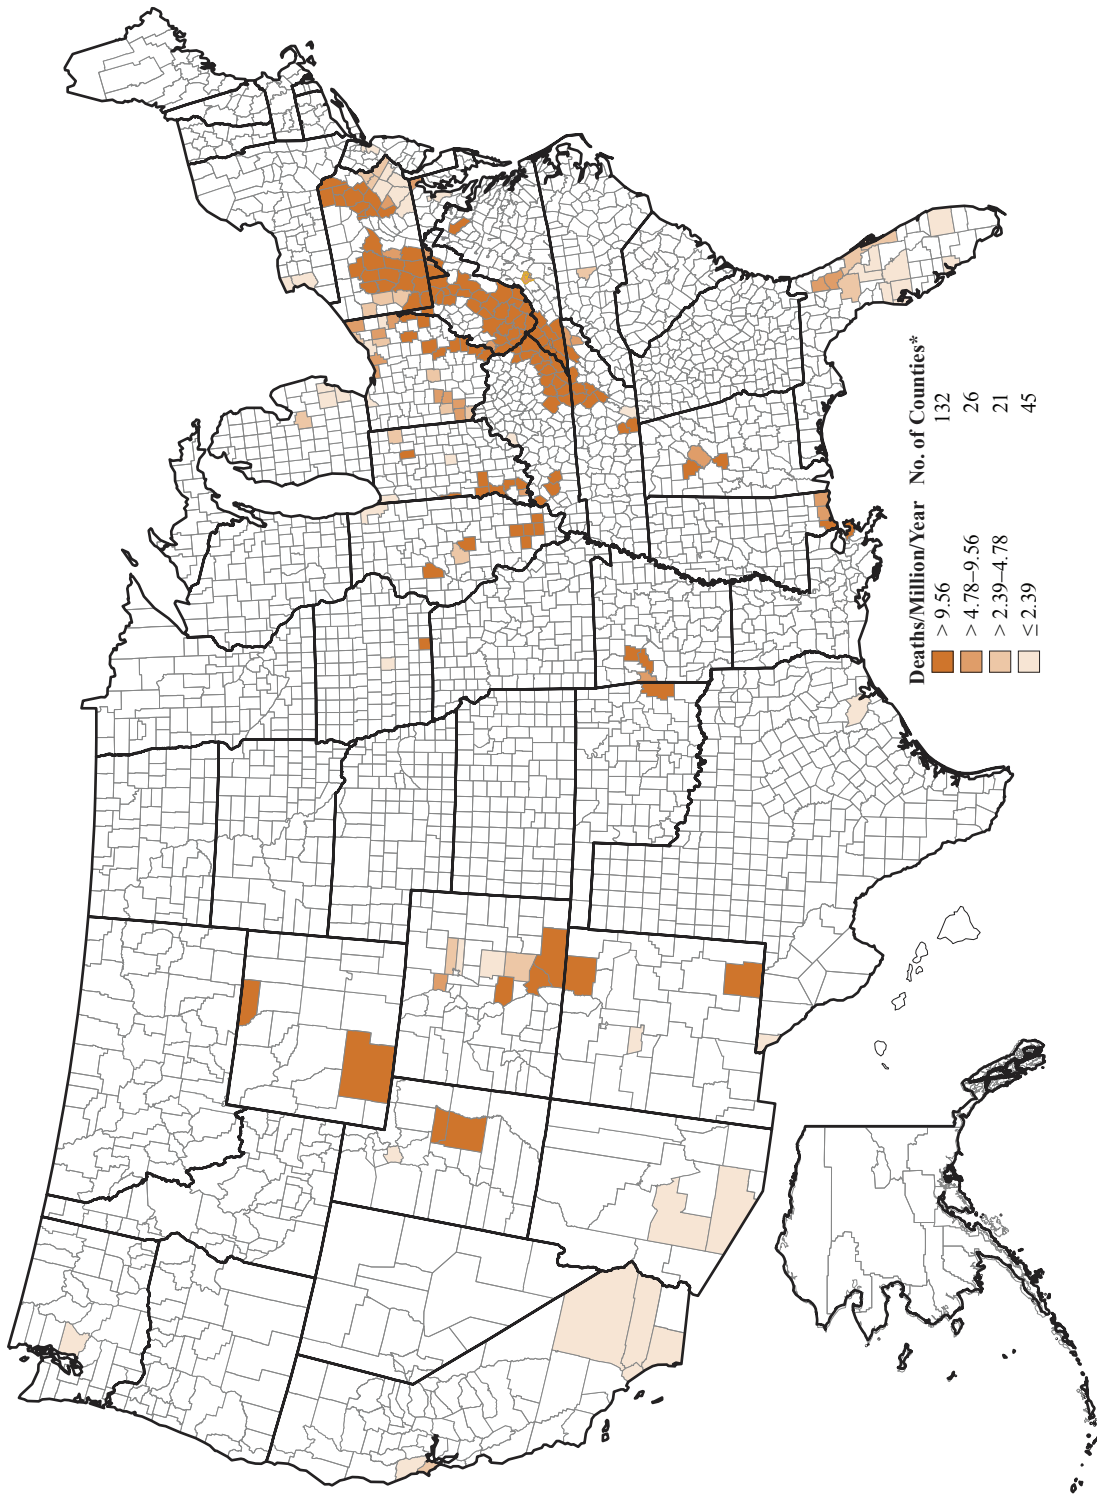 Deaths/Million/Year No. of Counties*
> 9.56 132
> 4.78–9.56 26
> 2.39–4.78 21
≤ 2.39 45